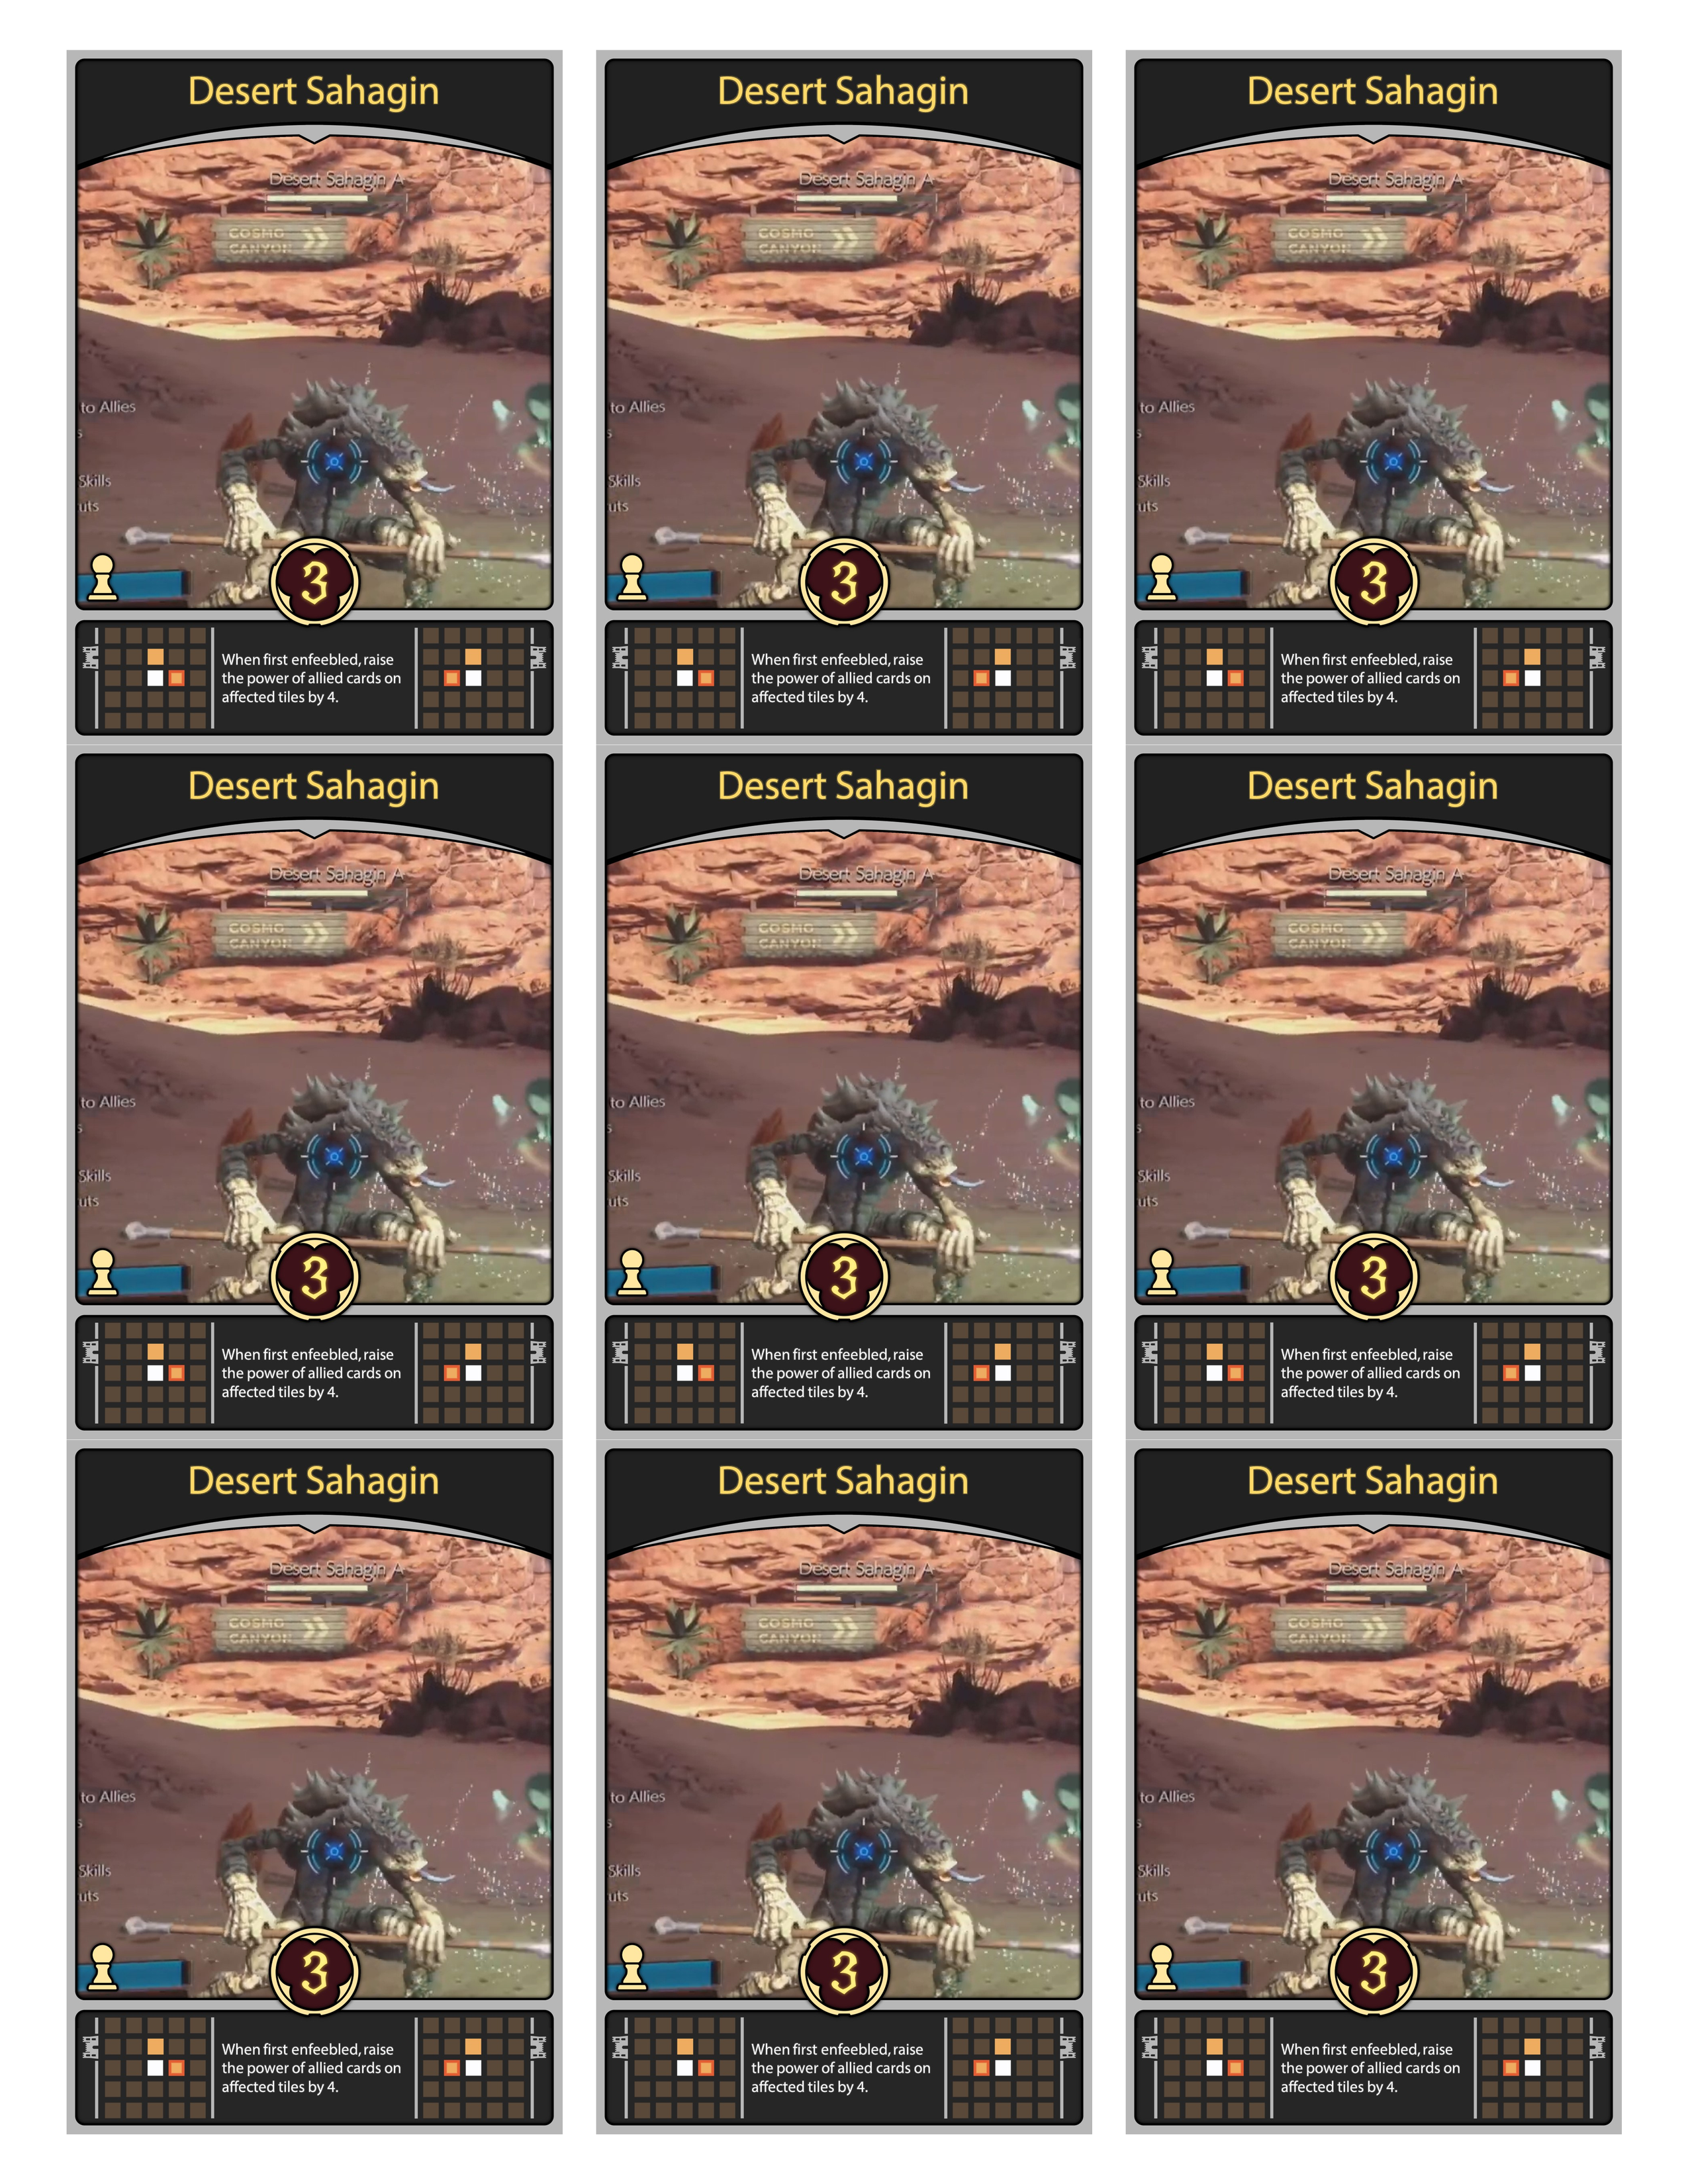 Desert Sahagin Desert Sahagin Desert Sahagin
Desert Sahagin A Desert Sahagin A Desert Sahagin A
COSMO COSMO COSMO
CANYON CANYON CANYON
to Allies to Allies to Allies
s s s
Skills Skills Skills
uts uts uts
3 3 3
When first enfeebled, raise When first enfeebled, raise When first enfeebled, raise
the power of allied cards on the power of allied cards on the power of allied cards on
affected tiles by 4. affected tiles by 4. affected tiles by 4.
Desert Sahagin Desert Sahagin Desert Sahagin
Desert Sahagin A Desert Sahagin A Desert Sahagin A
COSMO COSMO COSMO
CANYON CANYON CANYON
to Allies to Allies to Allies
s s s
Skills Skills Skills
uts uts uts
3 3 3
When first enfeebled, raise When first enfeebled, raise When first enfeebled, raise
the power of allied cards on the power of allied cards on the power of allied cards on
affected tiles by 4. affected tiles by 4. affected tiles by 4.
Desert Sahagin Desert Sahagin Desert Sahagin
Desert Sahagin A Desert Sahagin A Desert Sahagin A
COSMO COSMO COSMO
CANYON CANYON CANYON
to Allies to Allies to Allies
s s s
Skills Skills Skills
uts uts uts
3 3 3
When first enfeebled, raise When first enfeebled, raise When first enfeebled, raise
the power of allied cards on the power of allied cards on the power of allied cards on
affected tiles by 4. affected tiles by 4. affected tiles by 4.